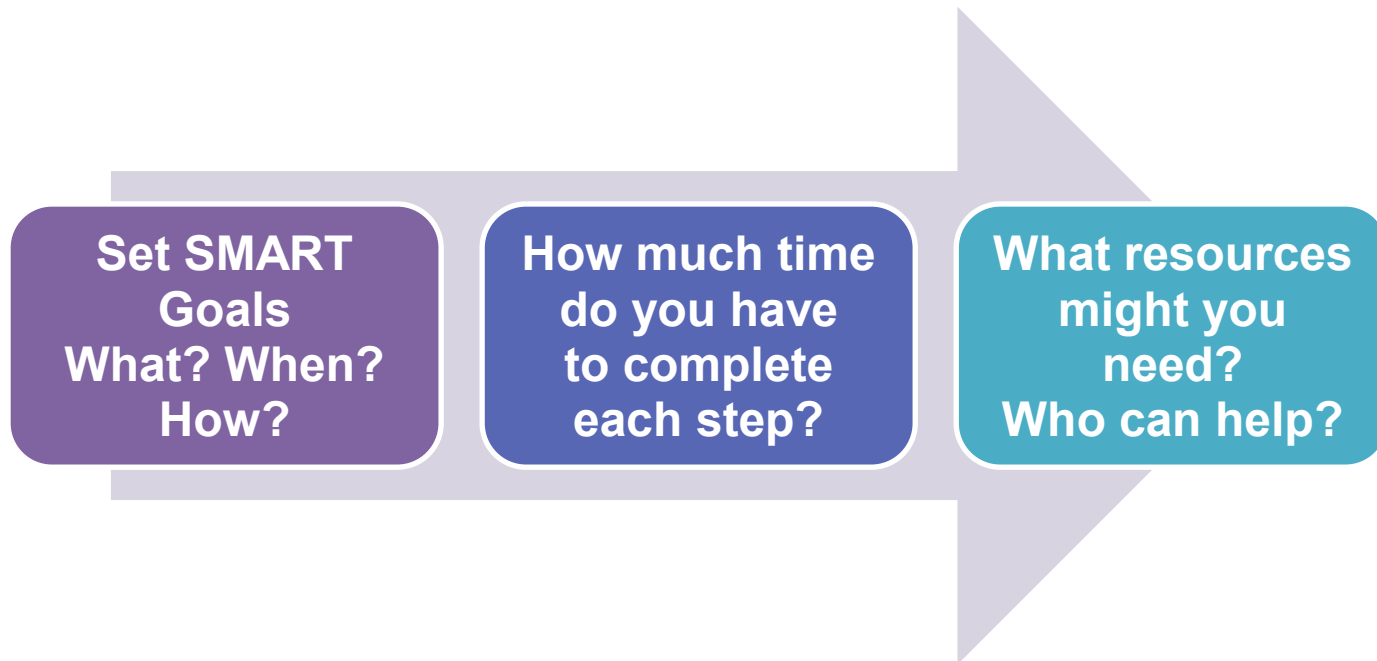 Set SMART
Goals
What? When?
How?
How much time
do you have
to complete
each step?
What resources
might you
need?
Who can help?